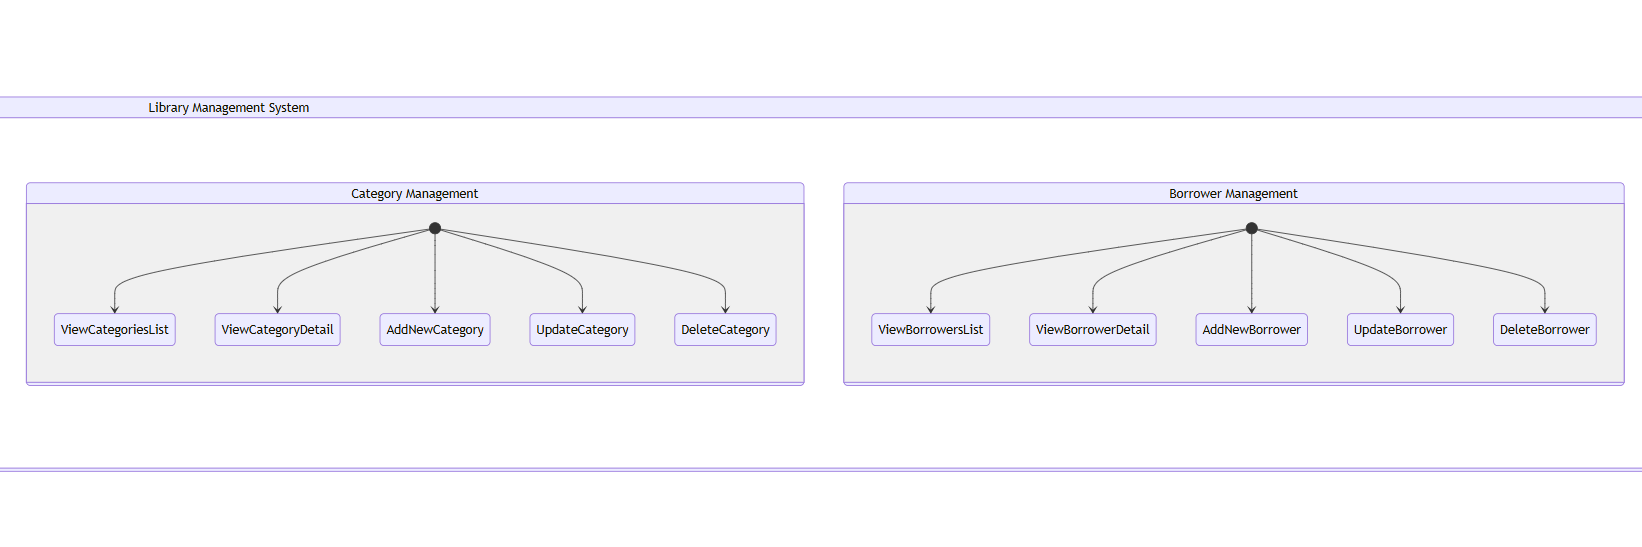 Library Management System
Category Management
ViewCategoriesList
ViewCategoryDetail
AddNewCategory
UpdateCategory
DeleteCategory
Borrower Management
ViewBorrowersList
ViewBorrowerDetail
AddNewBorrower
UpdateBorrower
DeleteBorrower